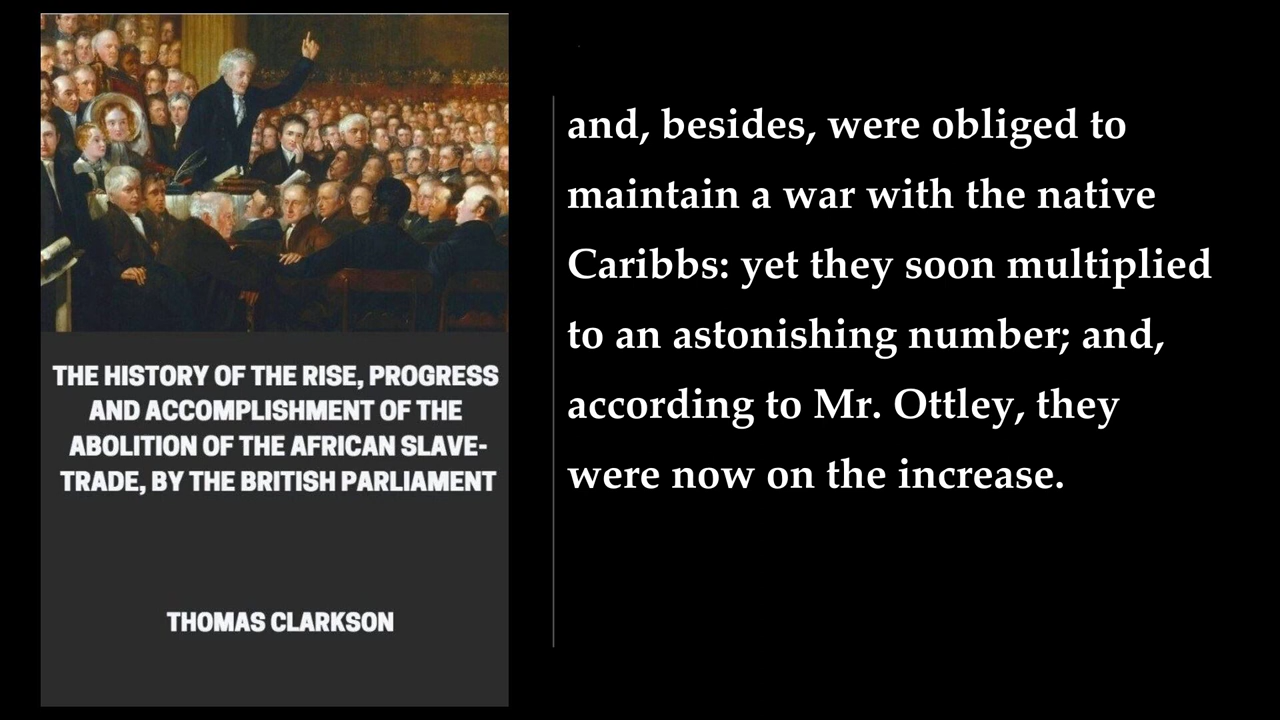 THE HISTORY OF THE RISE, PROGRESS
AND ACCOMPLISHMENT OF THE
ABOLITION OF THE AFRICAN SLAVE-
TRADE, BY THE BRITISH PARLIAMENT
THOMAS CLARKSON
and, besides, were obliged to
maintain a war with the native
Caribbs: yet they soon multiplied
to an astonishing number; and,
according to Mr. Ottley, they
were now on the increase.